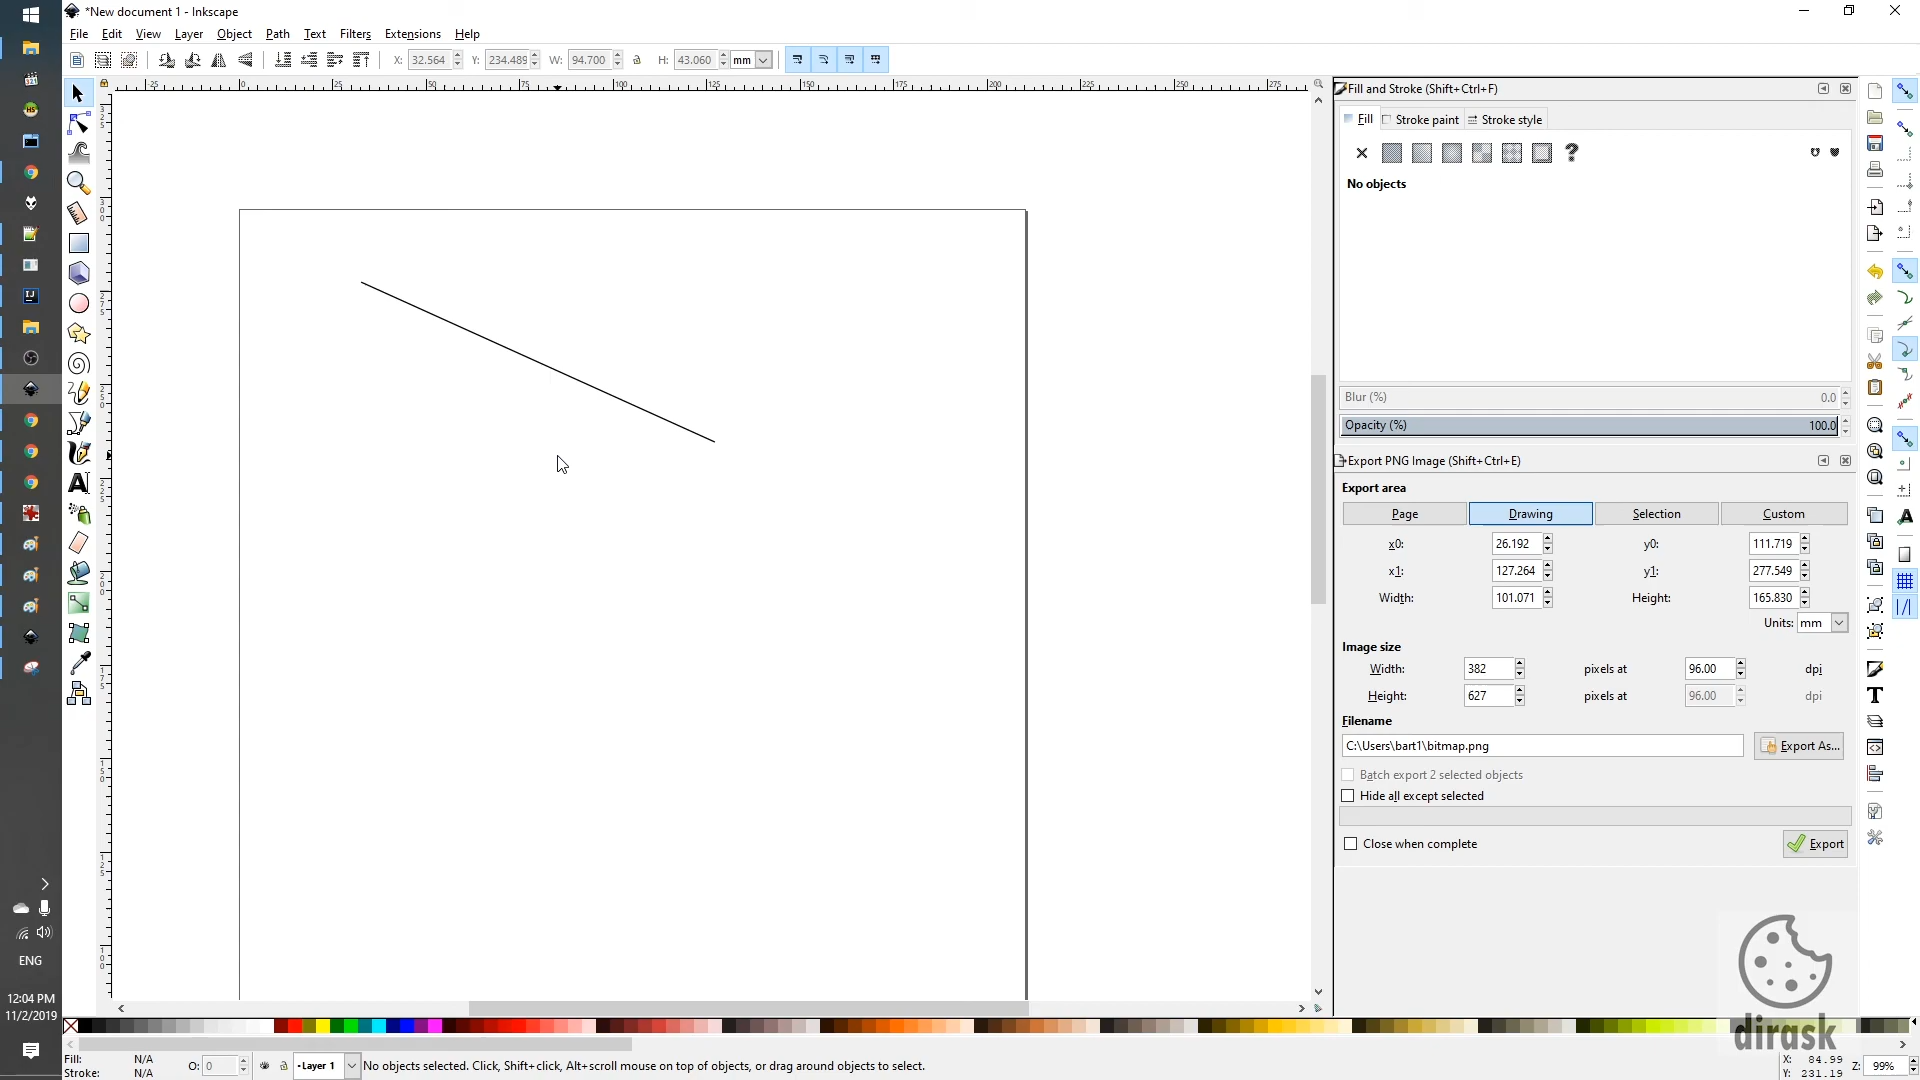 *New document 1 - Inkscape
File Edit View Layer Object Path Text Filters Extensions Help
X: 32.564 Y: 234.489 W: 94.700 H: 43.060 mm
Fill and Stroke (Shift+Ctrl+F)
Fill Stroke paint Stroke style
No objects
Blur (%) 0.0
Opacity (%) 100.0
Export PNG Image (Shift+Ctrl+E)
Export area
Page Drawing Selection Custom
x0: 26.192 y0: 111.719
x1: 127.264 y1: 277.549
Width: 101.071 Height: 165.830
Units: mm
Image size
Width: 382 pixels at 96.00 dpi
Height: 627 pixels at 96.00 dpi
Filename
C:\Users\bart1\bitmap.png Export As...
Batch export 2 selected objects
Hide all except selected
Close when complete Export
ENG
12:04 PM
11/2/2019
dirask
Fill: N/A
Stroke: N/A
O: 0
Layer 1 No objects selected. Click, Shift+click, Alt+scroll mouse on top of objects, or drag around objects to select.
X: 84.99
Y: 231.19
Z: 99%